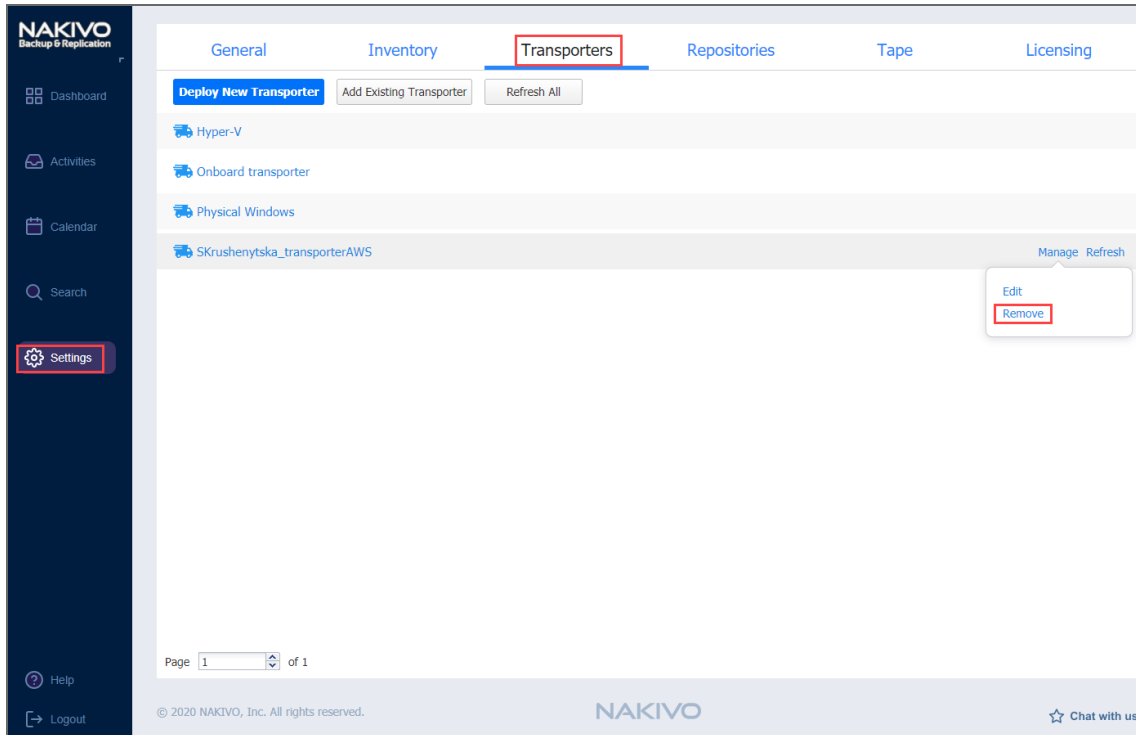 NAKIVO
Backup & Replication
General
Inventory
Transporters
Repositories
Tape
Licensing
Dashboard
Deploy New Transporter
Add Existing Transporter
Refresh All
Hyper-V
Activities
Onboard transporter
Physical Windows
Calendar
SKrushenytska_transporterAWS
Manage Refresh
Search
Edit
Remove
Settings
Page 1 of 1
Help
Logout
© 2020 NAKIVO, Inc. All rights reserved.
NAKIVO
Chat with us